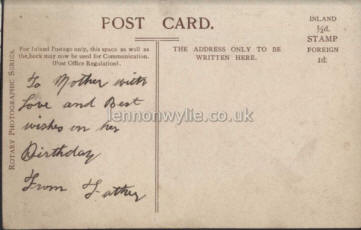 POST CARD.
INLAND
½d.
STAMP
FOREIGN
1d:
For Inland Postage only, this space as well as
the back may now be used for Communication.
(Post Office Regulation).
THE ADDRESS ONLY TO BE
WRITTEN HERE.
ROTARY PHOTOGRAPHIC SERIES.
To Mother with
Love and Best
wishes on her
Birthday
From Father
lennonwylie.co.uk